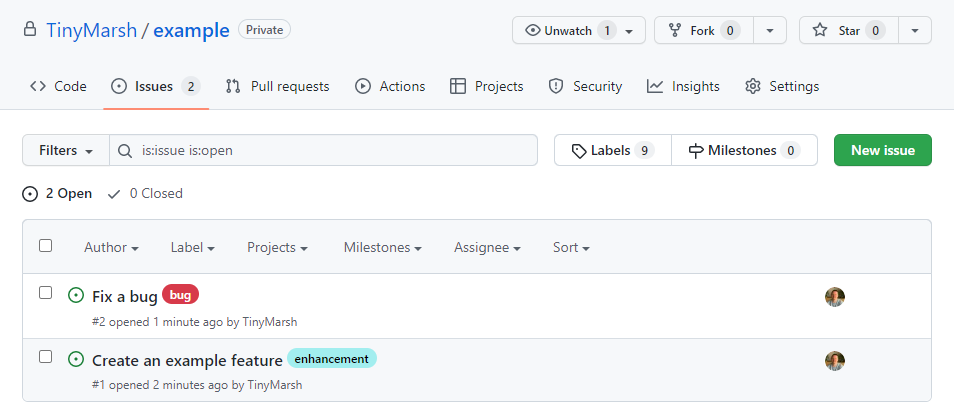 TinyMarsh / example Private Unwatch 1 Fork 0 Star 0
Code Issues 2 Pull requests Actions Projects Security Insights Settings
Filters is:issue is:open Labels 9 Milestones 0 New issue
2 Open 0 Closed
Author Label Projects Milestones Assignee Sort
Fix a bug bug
#2 opened 1 minute ago by TinyMarsh
Create an example feature enhancement
#1 opened 2 minutes ago by TinyMarsh